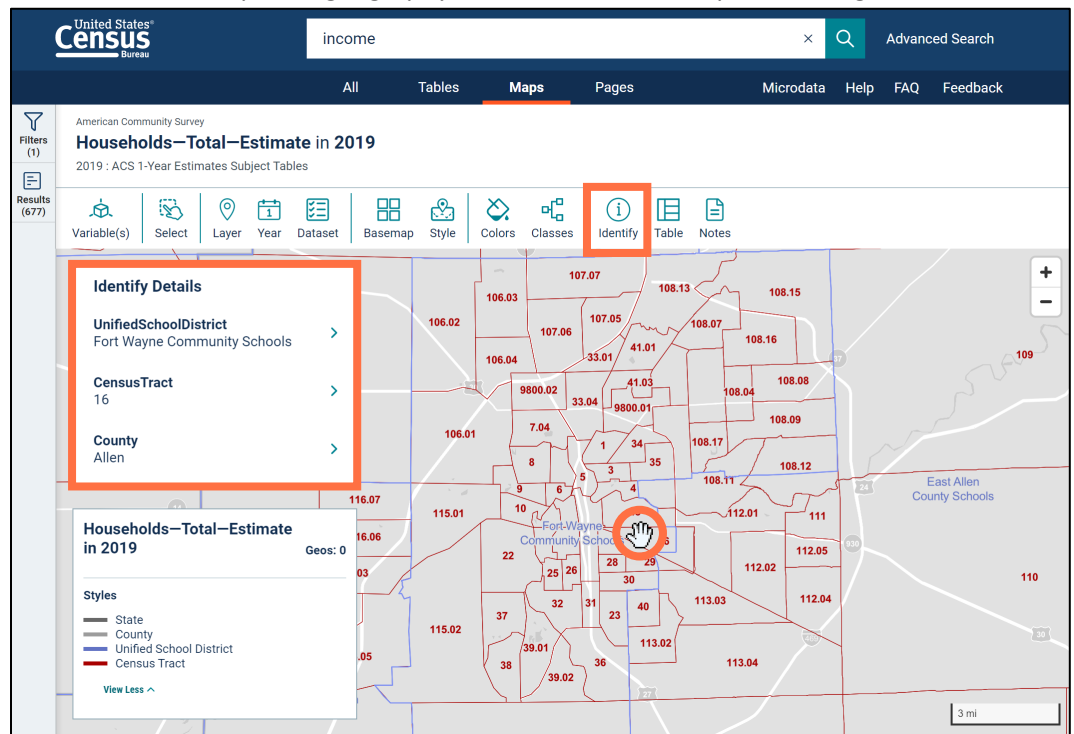 United States®
Census
Bureau
income
×
Advanced Search
All Tables Maps Pages Microdata Help FAQ Feedback
Filters
(1)
Results
(677)
American Community Survey
Households—Total—Estimate in 2019
2019 : ACS 1-Year Estimates Subject Tables
Variable(s) Select Layer Year Dataset Basemap Style Colors Classes Identify Table Notes
1
Identify Details
UnifiedSchoolDistrict
Fort Wayne Community Schools
CensusTract
16
County
Allen
Households—Total—Estimate
in 2019
Geos: 0
Styles
State
County
Unified School District
Census Tract
View Less
+
−
107.07
108.13
108.15
106.03
106.02
107.06
107.05
108.07
108.16
41.01
33.01
106.04
109
9800.02
41.03
108.08
33.04
9800.01
108.04
108.09
7.04
106.01
1
34
108.17
8
3
35
108.12
5
108.11
9
6
4
24
East Allen
County Schools
116.07
115.01
10
112.01
111
Fort Wayne
Community Schools
16.06
6
930
22
28
29
112.05
25
26
112.02
03
30
110
32
31
113.03
112.04
37
23
40
115.02
30
39.01
113.02
.05
38
36
113.04
39.02
27
3 mi